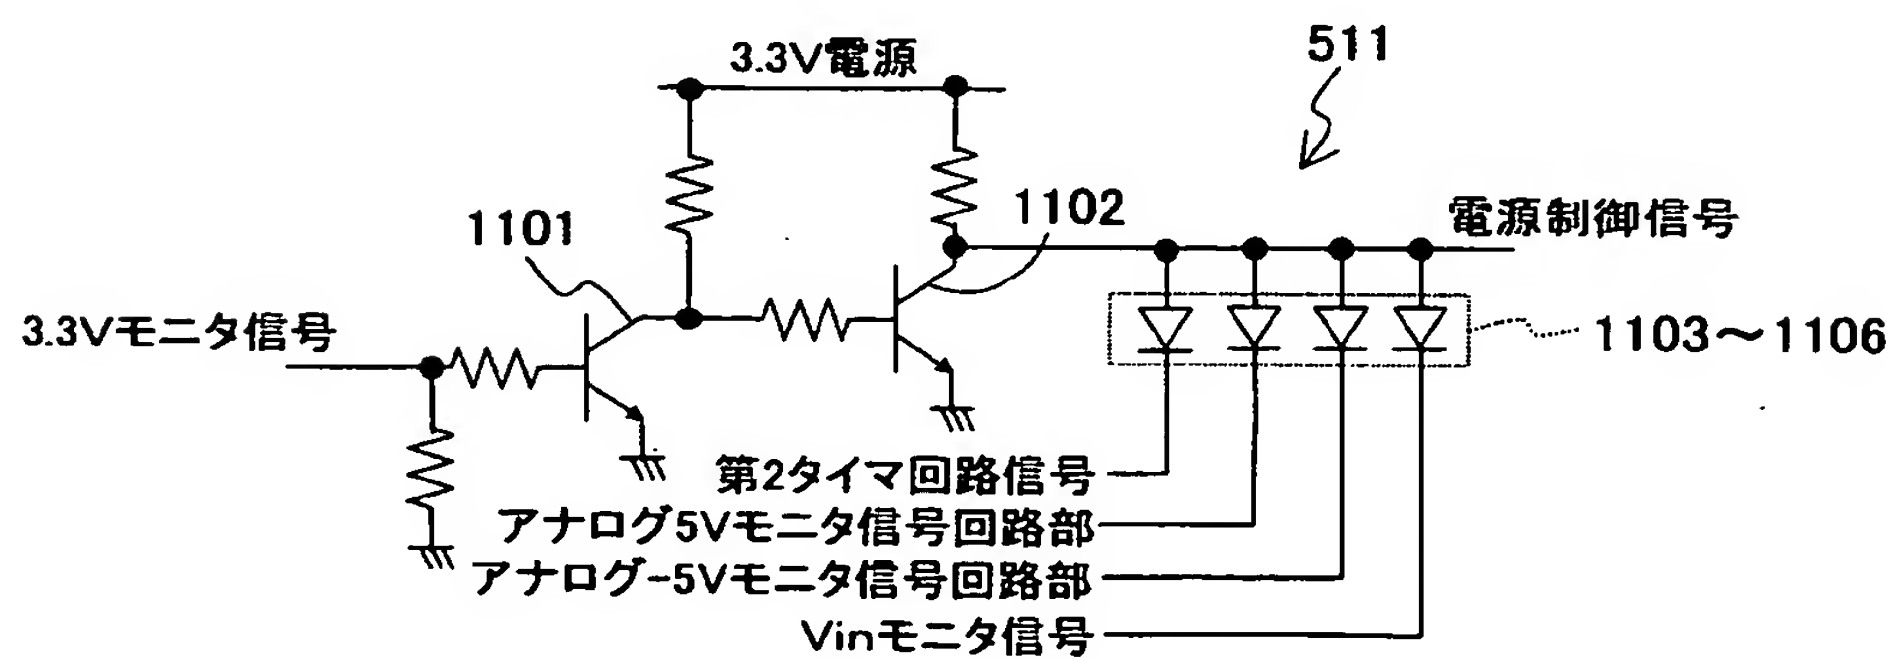 511
3.3V電源
1102
電源制御信号
1101
3.3Vモニタ信号
1103～1106
第2タイマ回路信号
アナログ5Vモニタ信号回路部
アナログ-5Vモニタ信号回路部
Vinモニタ信号